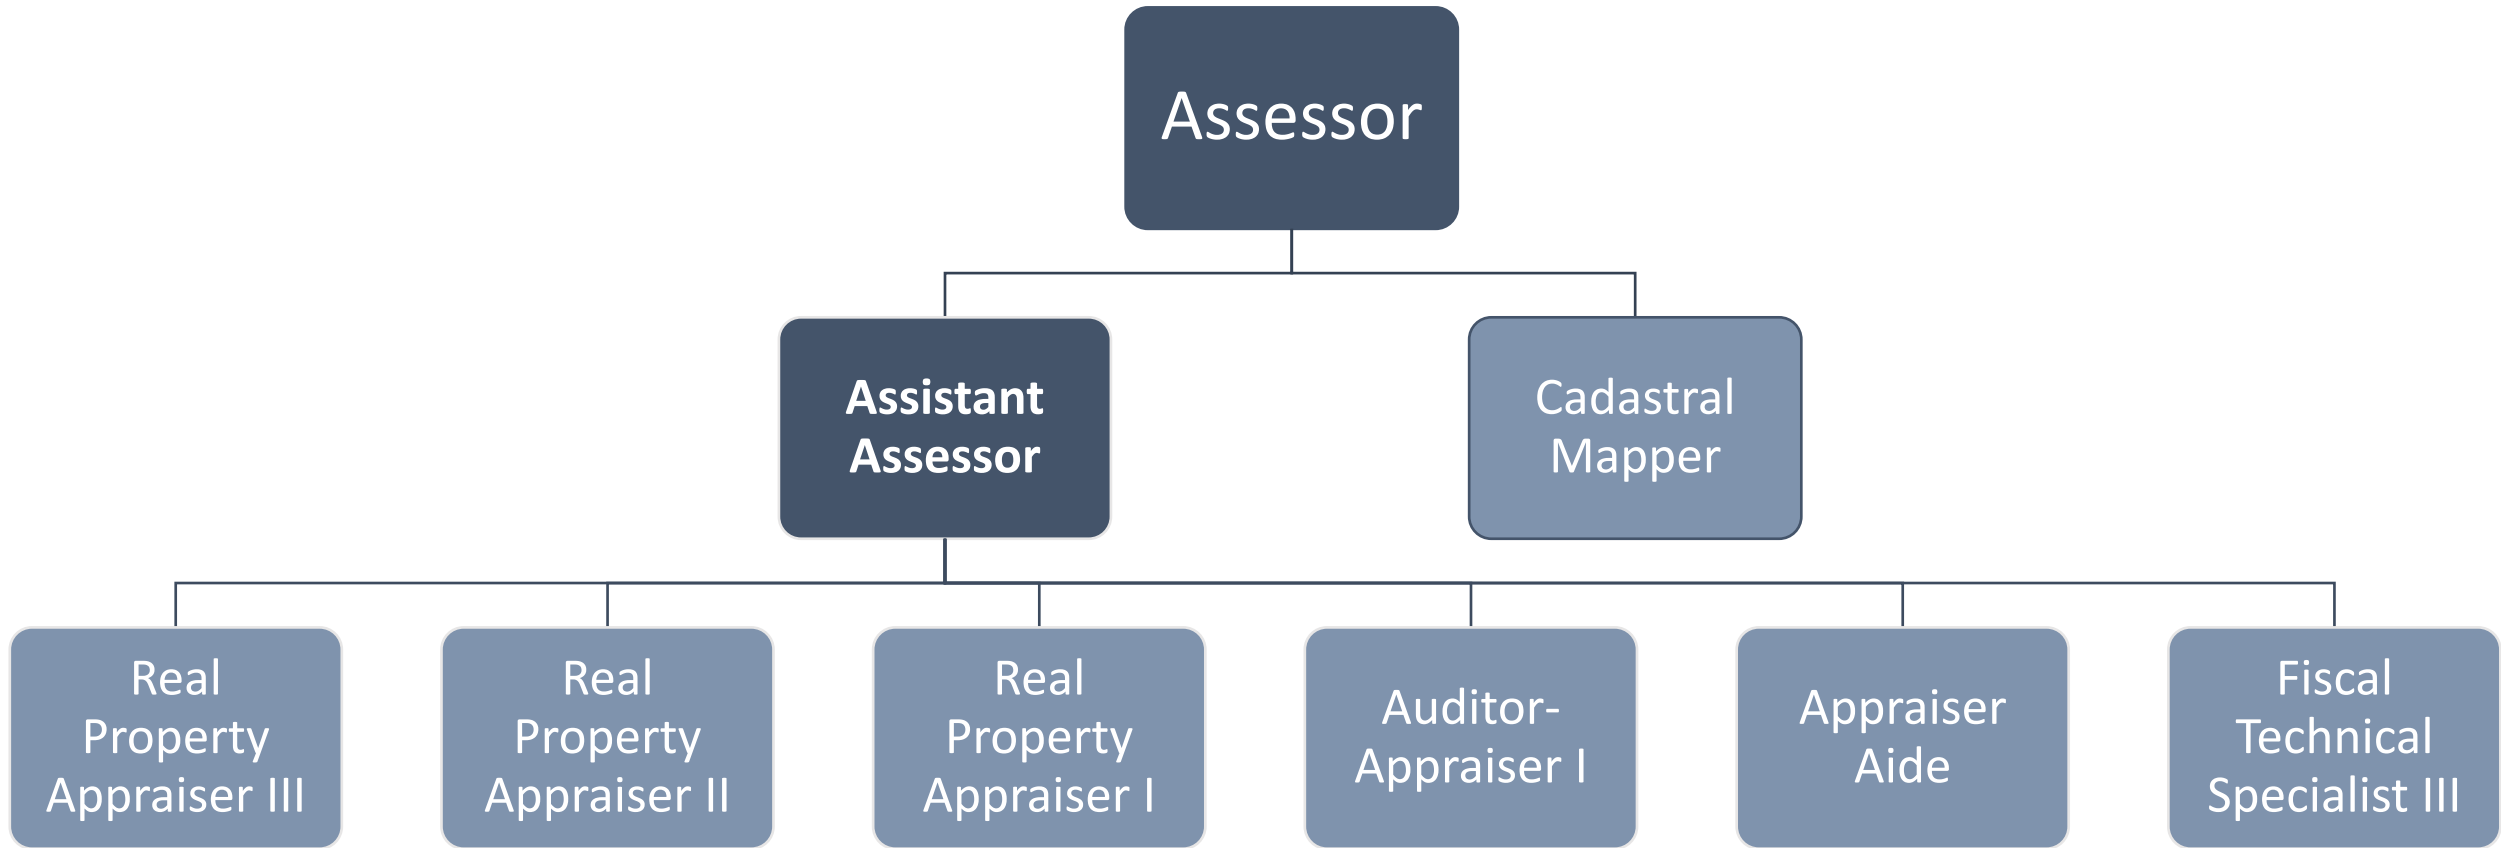 Assessor
Assistant
Assessor
Cadastral
Mapper
Real
Property
Appraiser III
Real
Property
Appraiser II
Real
Property
Appraiser I
Auditor-
Appraiser I
Appraiser
Aide
Fiscal
Technical
Specialist III